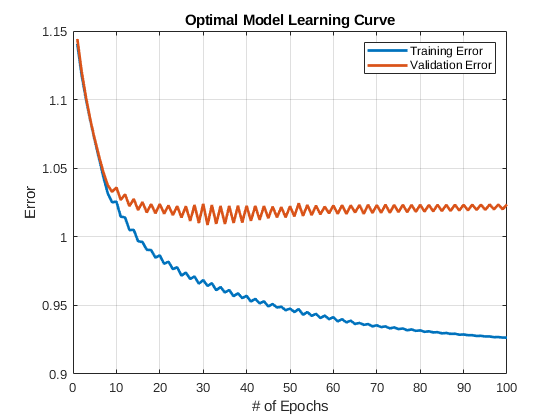 Optimal Model Learning Curve
Training Error
Validation Error
1.15
1.1
1.05
1
0.95
0.9
Error
0 10 20 30 40 50 60 70 80 90 100
# of Epochs